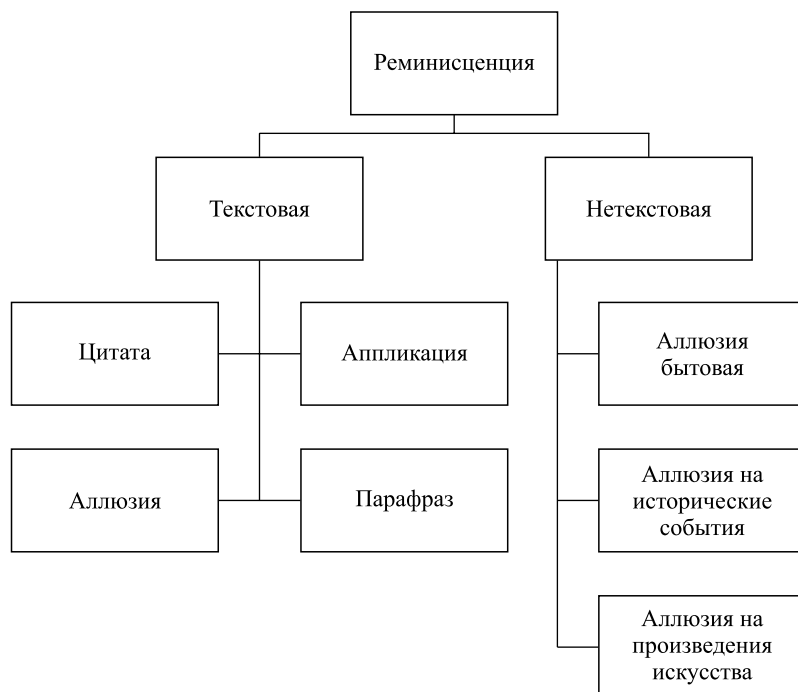 Реминисценция
Текстовая
Нетекстовая
Цитата
Аппликация
Аллюзия
бытовая
Аллюзия
Парафраз
Аллюзия на
исторические
события
Аллюзия на
произведения
искусства